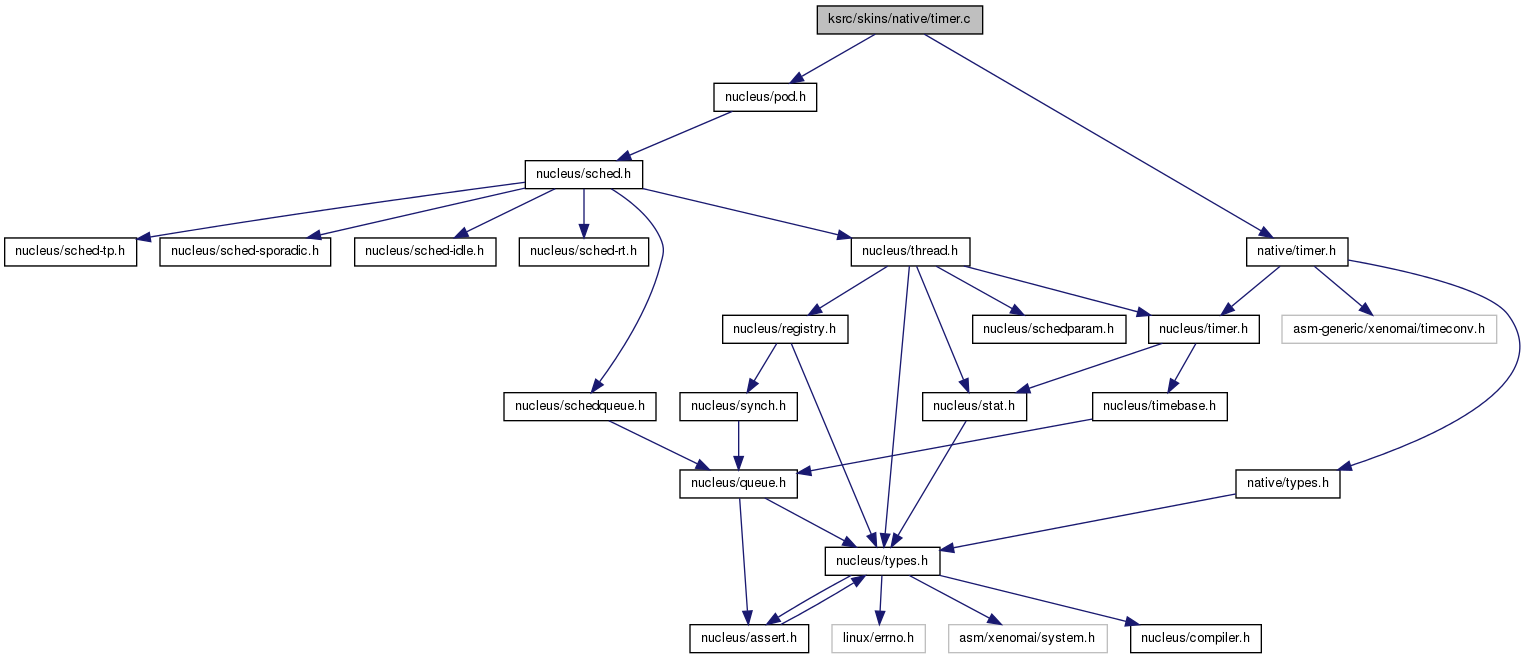 ksrc/skins/native/timer.c
nucleus/pod.h
nucleus/sched.h
nucleus/sched-tp.h
nucleus/sched-sporadic.h
nucleus/sched-idle.h
nucleus/sched-rt.h
nucleus/thread.h
native/timer.h
nucleus/registry.h
nucleus/schedparam.h
nucleus/timer.h
asm-generic/xenomai/timeconv.h
nucleus/schedqueue.h
nucleus/synch.h
nucleus/stat.h
nucleus/timebase.h
nucleus/queue.h
native/types.h
nucleus/types.h
nucleus/assert.h
linux/errno.h
asm/xenomai/system.h
nucleus/compiler.h